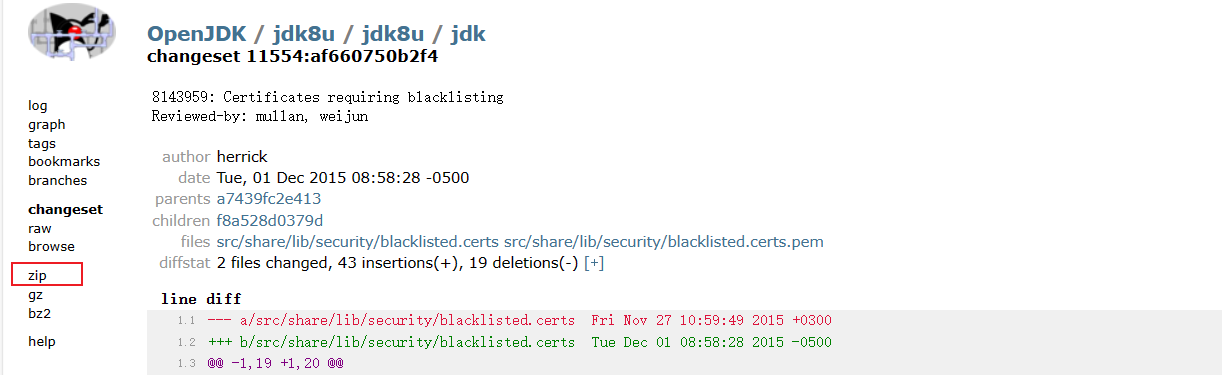 OpenJDK / jdk8u / jdk8u / jdk
changeset 11554:af660750b2f4
8143959: Certificates requiring blacklisting
Reviewed-by: mullan, weijun
log
graph
tags
bookmarks
branches
changeset
raw
browse
zip
gz
bz2
help
author herrick
date Tue, 01 Dec 2015 08:58:28 -0500
parents a7439fc2e413
children f8a528d0379d
files src/share/lib/security/blacklisted.certs src/share/lib/security/blacklisted.certs.pem
diffstat 2 files changed, 43 insertions(+), 19 deletions(-) [+]
line diff
1.1 --- a/src/share/lib/security/blacklisted.certs Fri Nov 27 10:59:49 2015 +0300
1.2 +++ b/src/share/lib/security/blacklisted.certs Tue Dec 01 08:58:28 2015 -0500
1.3 @@ -1,19 +1,20 @@